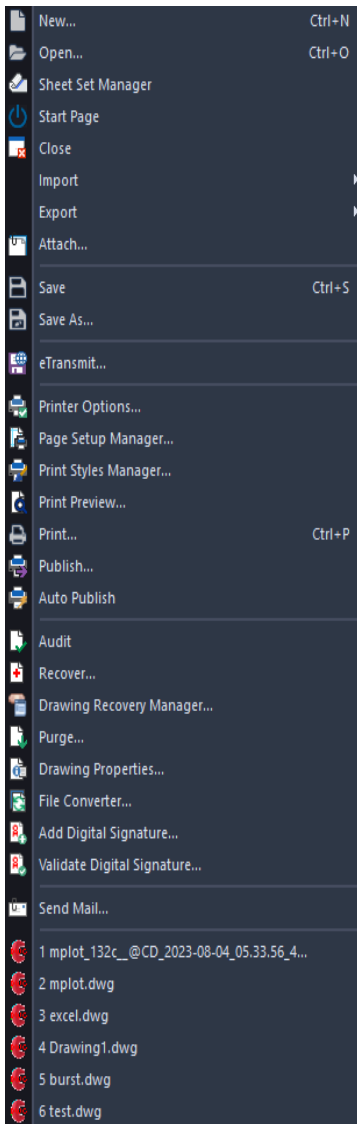 New... Ctrl+N
Open... Ctrl+O
Sheet Set Manager
Start Page
Close
Import
Export
Attach...
Save Ctrl+S
Save As...
eTransmit...
Printer Options...
Page Setup Manager...
Print Styles Manager...
Print Preview...
Print... Ctrl+P
Publish...
Auto Publish
Audit
Recover...
Drawing Recovery Manager...
Purge...
Drawing Properties...
File Converter...
Add Digital Signature...
Validate Digital Signature...
Send Mail...
1 mplot_132c__@CD_2023-08-04_05.33.56_4...
2 mplot.dwg
3 excel.dwg
4 Drawing1.dwg
5 burst.dwg
6 test.dwg